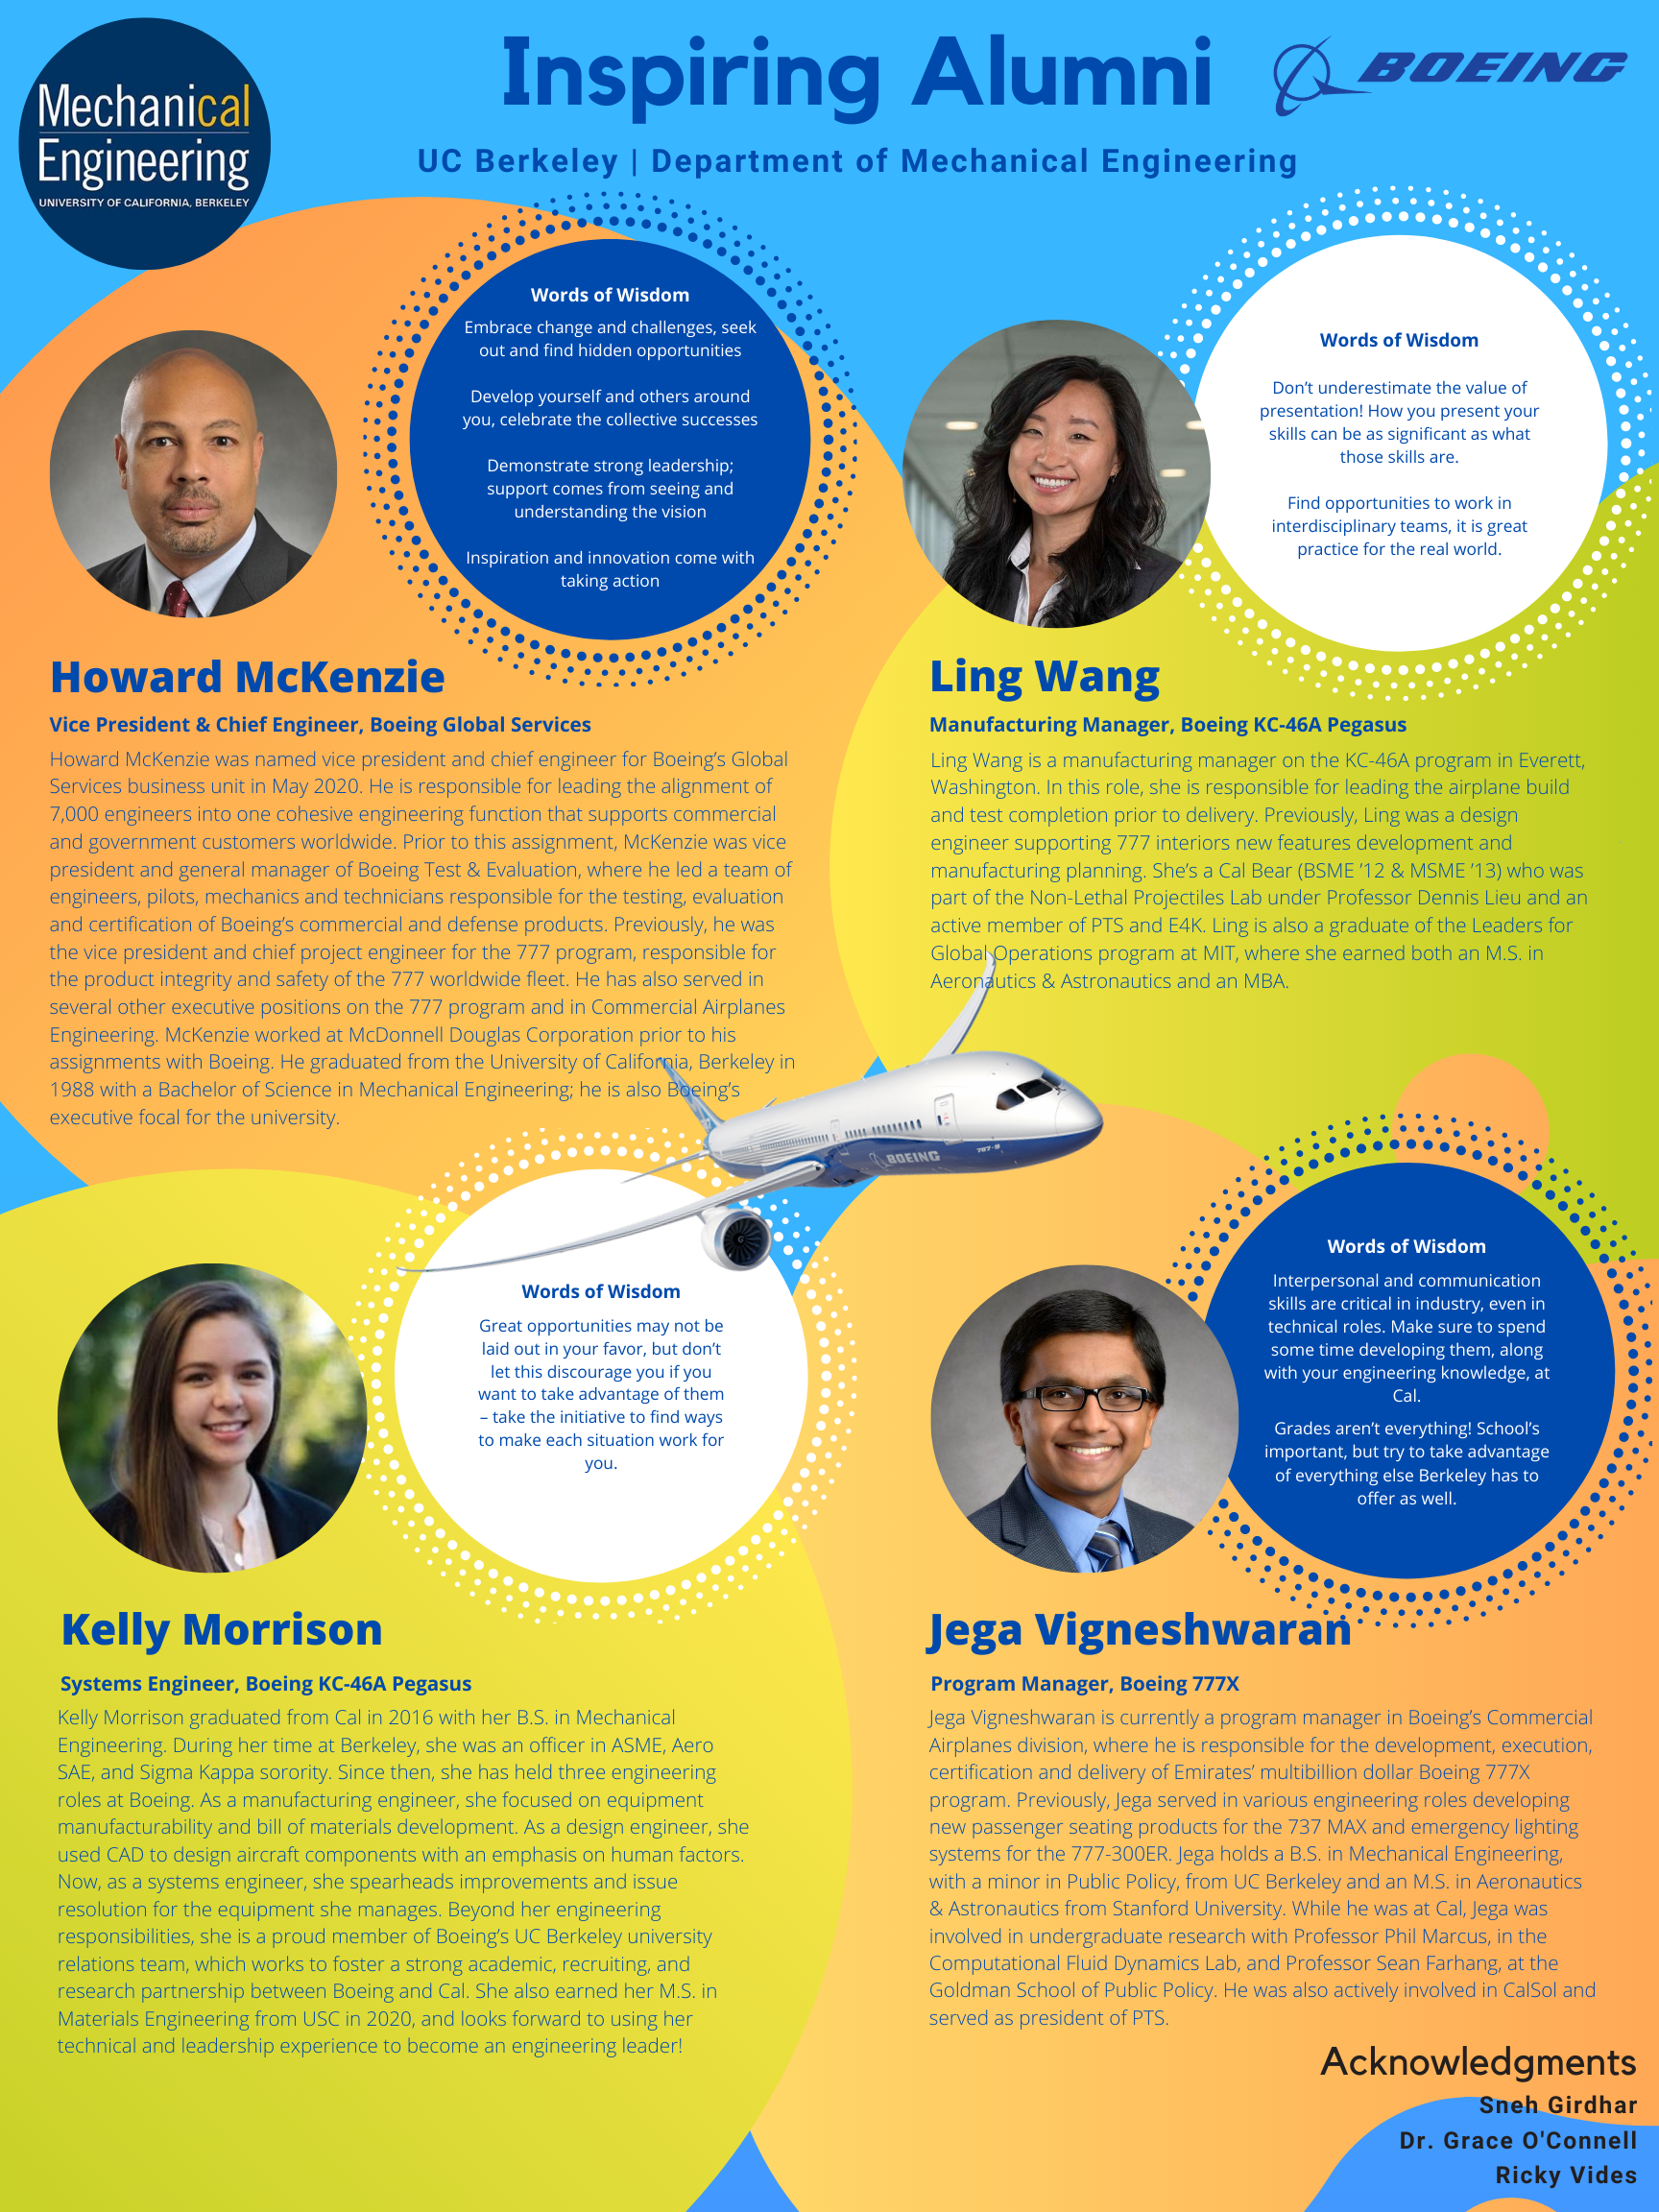 Mechanical
Engineering
UNIVERSITY OF CALIFORNIA, BERKELEY
Inspiring Alumni
BOEING
UC Berkeley | Department of Mechanical Engineering
Words of Wisdom
Embrace change and challenges, seek
out and find hidden opportunities
Develop yourself and others around
you, celebrate the collective successes
Demonstrate strong leadership;
support comes from seeing and
understanding the vision
Inspiration and innovation come with
taking action
Howard McKenzie
Vice President & Chief Engineer, Boeing Global Services
Howard McKenzie was named vice president and chief engineer for Boeing’s Global
Services business unit in May 2020. He is responsible for leading the alignment of
7,000 engineers into one cohesive engineering function that supports commercial
and government customers worldwide. Prior to this assignment, McKenzie was vice
president and general manager of Boeing Test & Evaluation, where he led a team of
engineers, pilots, mechanics and technicians responsible for the testing, evaluation
and certification of Boeing’s commercial and defense products. Previously, he was
the vice president and chief project engineer for the 777 program, responsible for
the product integrity and safety of the 777 worldwide fleet. He has also served in
several other executive positions on the 777 program and in Commercial Airplanes
Engineering. McKenzie worked at McDonnell Douglas Corporation prior to his
assignments with Boeing. He graduated from the University of California, Berkeley in
1988 with a Bachelor of Science in Mechanical Engineering; he is also Boeing’s
executive focal for the university.
Words of Wisdom
Don’t underestimate the value of
presentation! How you present your
skills can be as significant as what
those skills are.
Find opportunities to work in
interdisciplinary teams, it is great
practice for the real world.
Ling Wang
Manufacturing Manager, Boeing KC-46A Pegasus
Ling Wang is a manufacturing manager on the KC-46A program in Everett,
Washington. In this role, she is responsible for leading the airplane build
and test completion prior to delivery. Previously, Ling was a design
engineer supporting 777 interiors new features development and
manufacturing planning. She’s a Cal Bear (BSME ’12 & MSME ’13) who was
part of the Non-Lethal Projectiles Lab under Professor Dennis Lieu and an
active member of PTS and E4K. Ling is also a graduate of the Leaders for
Global Operations program at MIT, where she earned both an M.S. in
Aeronautics & Astronautics and an MBA.
BOEING
787-8
Words of Wisdom
Great opportunities may not be
laid out in your favor, but don’t
let this discourage you if you
want to take advantage of them
– take the initiative to find ways
to make each situation work for
you.
Kelly Morrison
Systems Engineer, Boeing KC-46A Pegasus
Kelly Morrison graduated from Cal in 2016 with her B.S. in Mechanical
Engineering. During her time at Berkeley, she was an officer in ASME, Aero
SAE, and Sigma Kappa sorority. Since then, she has held three engineering
roles at Boeing. As a manufacturing engineer, she focused on equipment
manufacturability and bill of materials development. As a design engineer, she
used CAD to design aircraft components with an emphasis on human factors.
Now, as a systems engineer, she spearheads improvements and issue
resolution for the equipment she manages. Beyond her engineering
responsibilities, she is a proud member of Boeing’s UC Berkeley university
relations team, which works to foster a strong academic, recruiting, and
research partnership between Boeing and Cal. She also earned her M.S. in
Materials Engineering from USC in 2020, and looks forward to using her
technical and leadership experience to become an engineering leader!
Words of Wisdom
Interpersonal and communication
skills are critical in industry, even in
technical roles. Make sure to spend
some time developing them, along
with your engineering knowledge, at
Cal.
Grades aren’t everything! School’s
important, but try to take advantage
of everything else Berkeley has to
offer as well.
Jega Vigneshwaran
Program Manager, Boeing 777X
Jega Vigneshwaran is currently a program manager in Boeing’s Commercial
Airplanes division, where he is responsible for the development, execution,
certification and delivery of Emirates’ multibillion dollar Boeing 777X
program. Previously, Jega served in various engineering roles developing
new passenger seating products for the 737 MAX and emergency lighting
systems for the 777-300ER. Jega holds a B.S. in Mechanical Engineering,
with a minor in Public Policy, from UC Berkeley and an M.S. in Aeronautics
& Astronautics from Stanford University. While he was at Cal, Jega was
involved in undergraduate research with Professor Phil Marcus, in the
Computational Fluid Dynamics Lab, and Professor Sean Farhang, at the
Goldman School of Public Policy. He was also actively involved in CalSol and
served as president of PTS.
Acknowledgments
Sneh Girdhar
Dr. Grace O'Connell
Ricky Vides